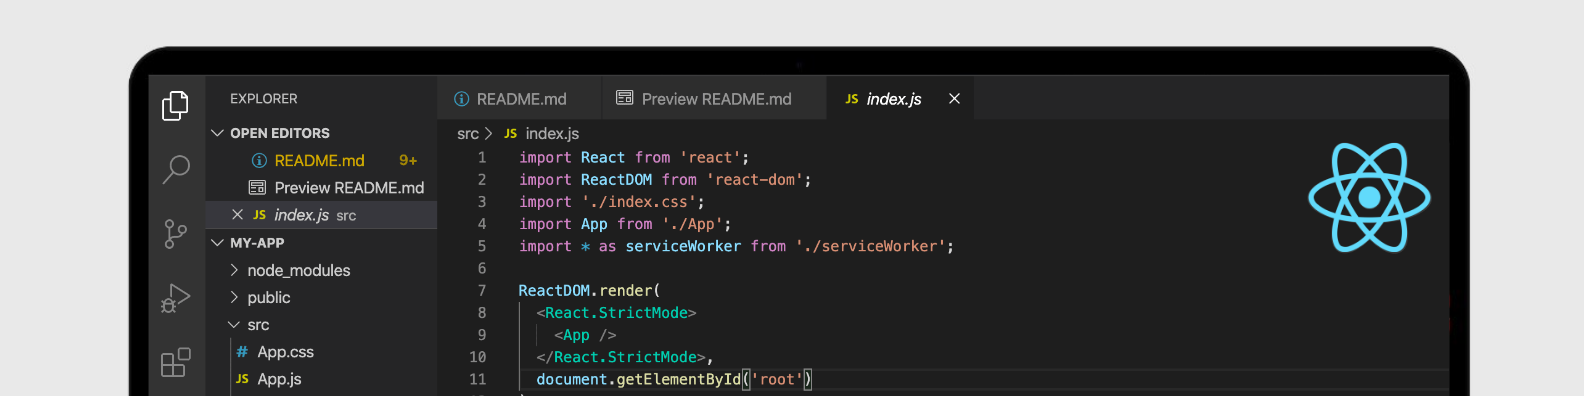 EXPLORER
OPEN EDITORS
README.md 9+
Preview README.md
JS index.js src
MY-APP
node_modules
public
src
# App.css
JS App.js
README.md
Preview README.md
JS index.js
src > JS index.js
1 import React from 'react';
2 import ReactDOM from 'react-dom';
3 import './index.css';
4 import App from './App';
5 import * as serviceWorker from './serviceWorker';
6
7 ReactDOM.render(
8 <React.StrictMode>
9 <App />
10 </React.StrictMode>,
11 document.getElementById('root')